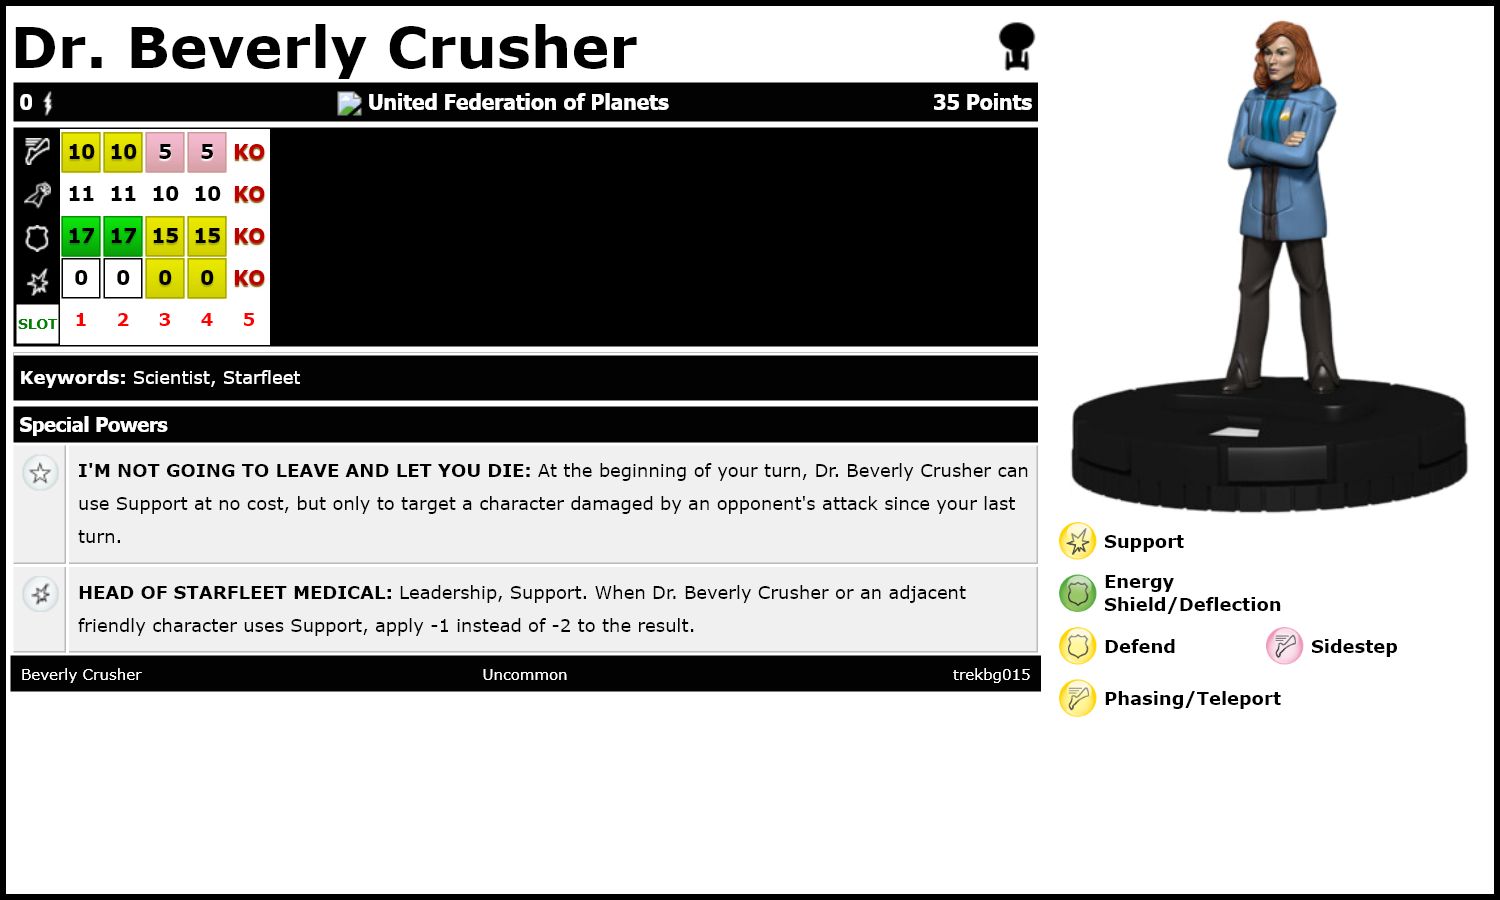 Dr. Beverly Crusher
0 United Federation of Planets 35 Points
10 10 5 5 KO
11 11 10 10 KO
17 17 15 15 KO
0 0 0 0 KO
SLOT 1 2 3 4 5
Keywords: Scientist, Starfleet
Special Powers
I'M NOT GOING TO LEAVE AND LET YOU DIE: At the beginning of your turn, Dr. Beverly Crusher can
use Support at no cost, but only to target a character damaged by an opponent's attack since your last
turn.
HEAD OF STARFLEET MEDICAL: Leadership, Support. When Dr. Beverly Crusher or an adjacent
friendly character uses Support, apply -1 instead of -2 to the result.
Beverly Crusher Uncommon trekbg015
Support
Energy
Shield/Deflection
Defend Sidestep
Phasing/Teleport